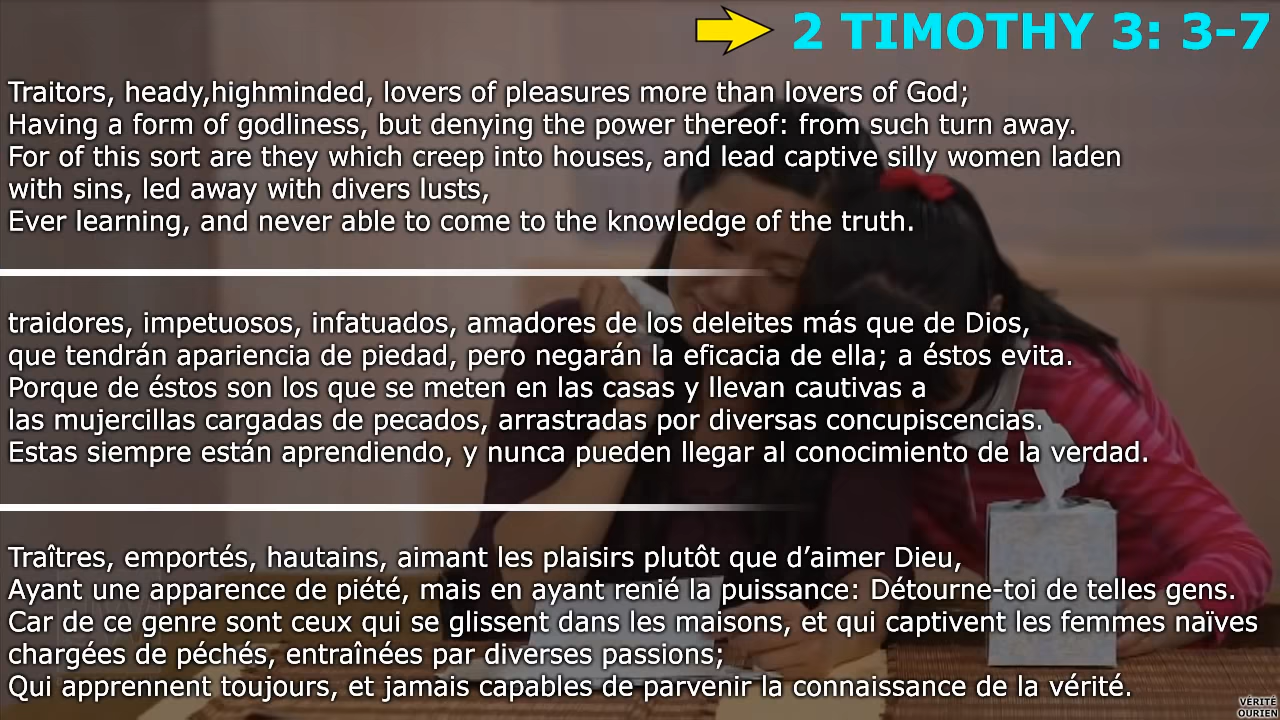 2 TIMOTHY 3: 3-7
Traitors, heady,highminded, lovers of pleasures more than lovers of God;
Having a form of godliness, but denying the power thereof: from such turn away.
For of this sort are they which creep into houses, and lead captive silly women laden
with sins, led away with divers lusts,
Ever learning, and never able to come to the knowledge of the truth.
traidores, impetuosos, infatuados, amadores de los deleites más que de Dios,
que tendrán apariencia de piedad, pero negarán la eficacia de ella; a éstos evita.
Porque de éstos son los que se meten en las casas y llevan cautivas a
las mujercillas cargadas de pecados, arrastradas por diversas concupiscencias.
Estas siempre están aprendiendo, y nunca pueden llegar al conocimiento de la verdad.
Traîtres, emportés, hautains, aimant les plaisirs plutôt que d’aimer Dieu,
Ayant une apparence de piété, mais en ayant renié la puissance: Détourne-toi de telles gens.
Car de ce genre sont ceux qui se glissent dans les maisons, et qui captivent les femmes naïves
chargées de péchés, entraînées par diverses passions;
Qui apprennent toujours, et jamais capables de parvenir la connaissance de la vérité.
VÉRITÉ
OURIEN